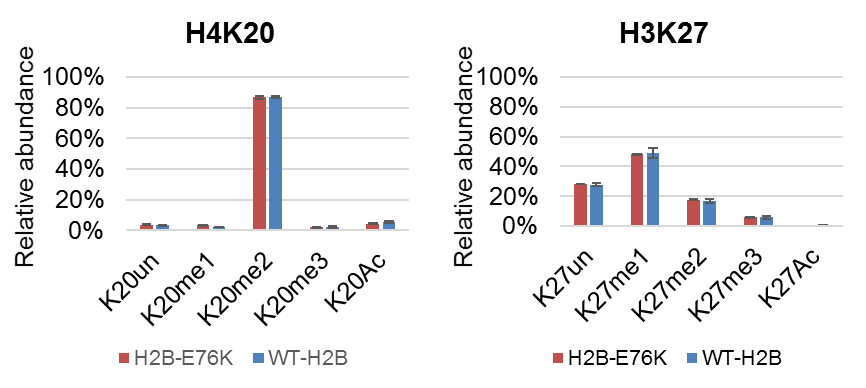 H4K20
Relative abundance
100%
80%
60%
40%
20%
0%
K20un
K20me1
K20me2
K20me3
K20Ac
H2B-E76K
WT-H2B
H3K27
Relative abundance
100%
80%
60%
40%
20%
0%
K27un
K27me1
K27me2
K27me3
K27Ac
H2B-E76K
WT-H2B